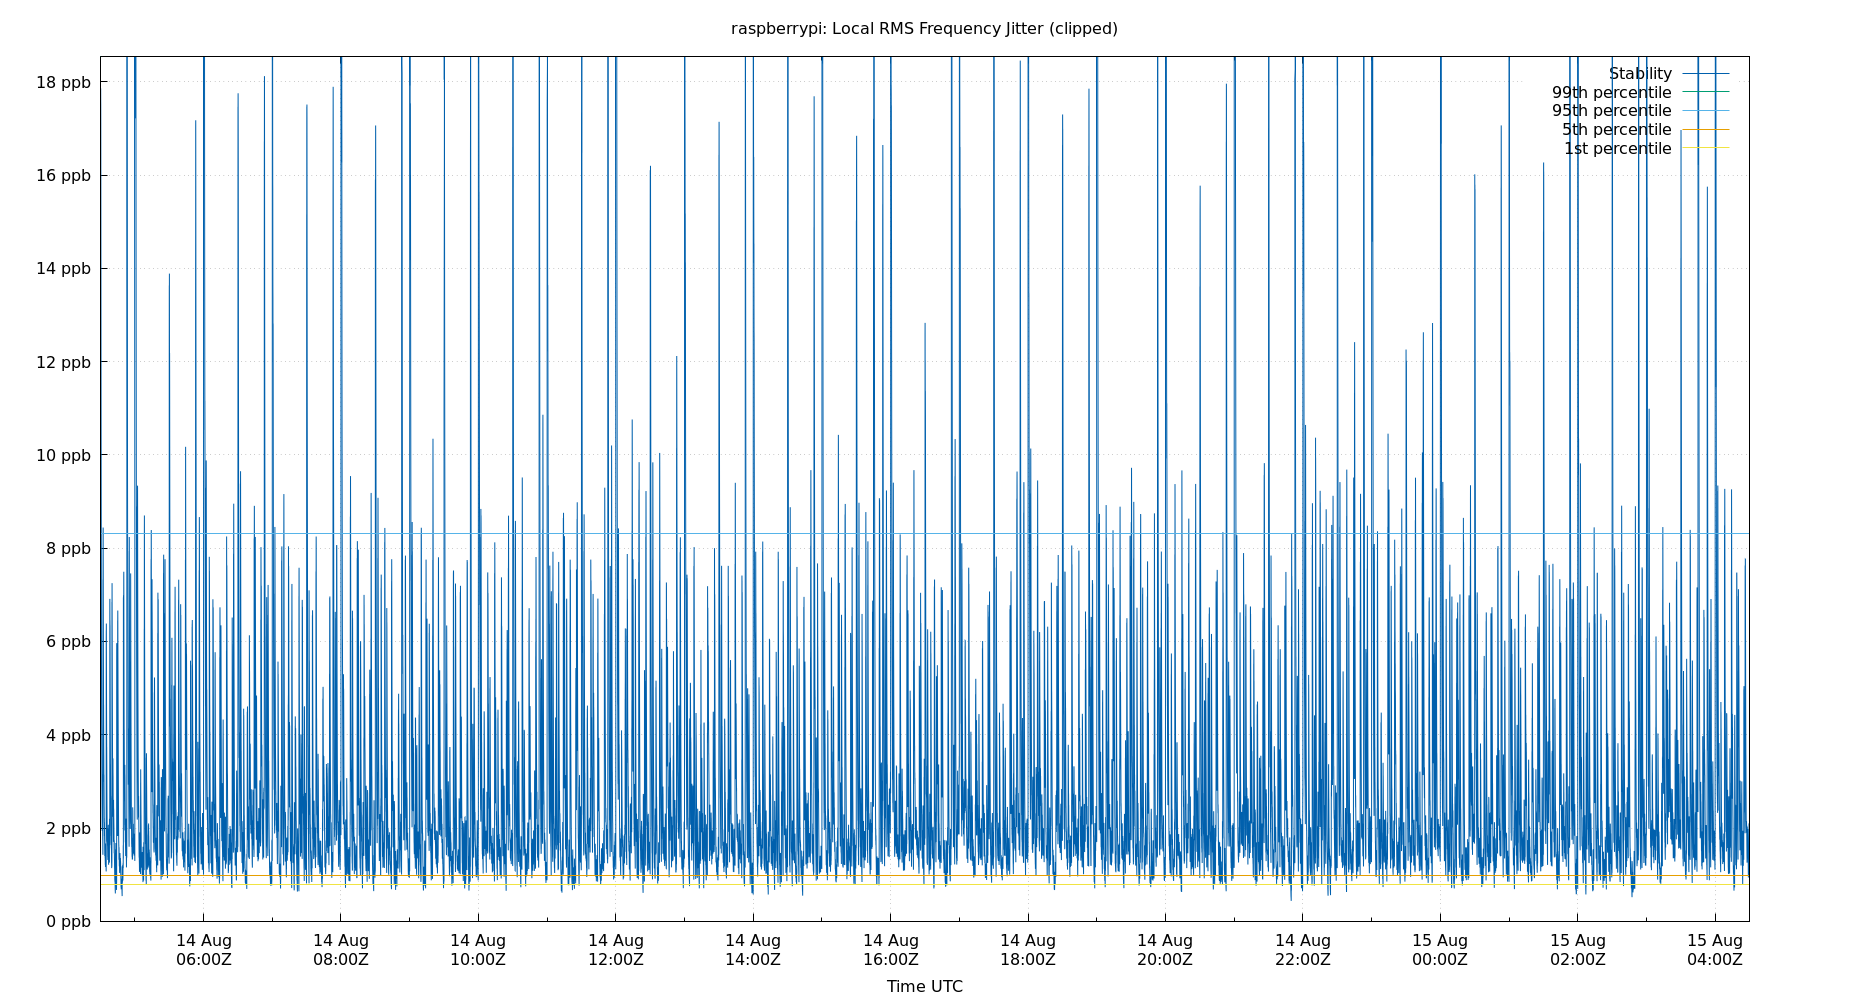 raspberrypi: Local RMS Frequency Jitter (clipped)
18 ppb
16 ppb
14 ppb
12 ppb
10 ppb
8 ppb
6 ppb
4 ppb
2 ppb
0 ppb
Stability
99th percentile
95th percentile
5th percentile
1st percentile
14 Aug 14 Aug 14 Aug 14 Aug 14 Aug 14 Aug 14 Aug 14 Aug 14 Aug 15 Aug 15 Aug 15 Aug
06:00Z 08:00Z 10:00Z 12:00Z 14:00Z 16:00Z 18:00Z 20:00Z 22:00Z 00:00Z 02:00Z 04:00Z
Time UTC